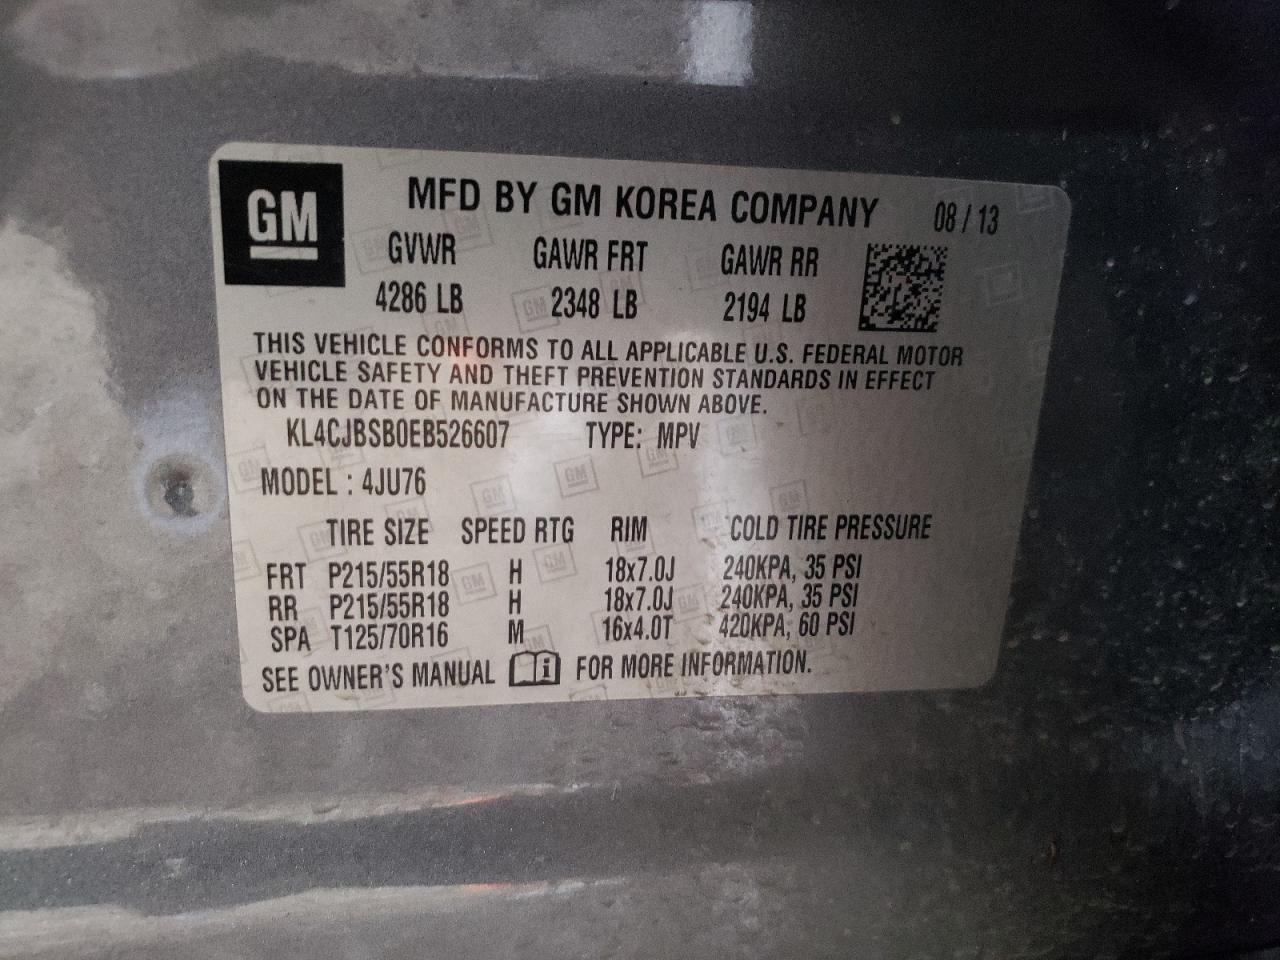 GM
MFD BY GM KOREA COMPANY 08 / 13
GVWR GAWR FRT GAWR RR
4286 LB 2348 LB 2194 LB
THIS VEHICLE CONFORMS TO ALL APPLICABLE U.S. FEDERAL MOTOR
VEHICLE SAFETY AND THEFT PREVENTION STANDARDS IN EFFECT
ON THE DATE OF MANUFACTURE SHOWN ABOVE.
KL4CJBSB0EB526607 TYPE: MPV
MODEL : 4JU76
TIRE SIZE SPEED RTG RIM COLD TIRE PRESSURE
FRT P215/55R18 H 18x7.0J 240KPA, 35 PSI
RR P215/55R18 H 18x7.0J 240KPA, 35 PSI
SPA T125/70R16 M 16x4.0T 420KPA, 60 PSI
SEE OWNER'S MANUAL i FOR MORE INFORMATION.